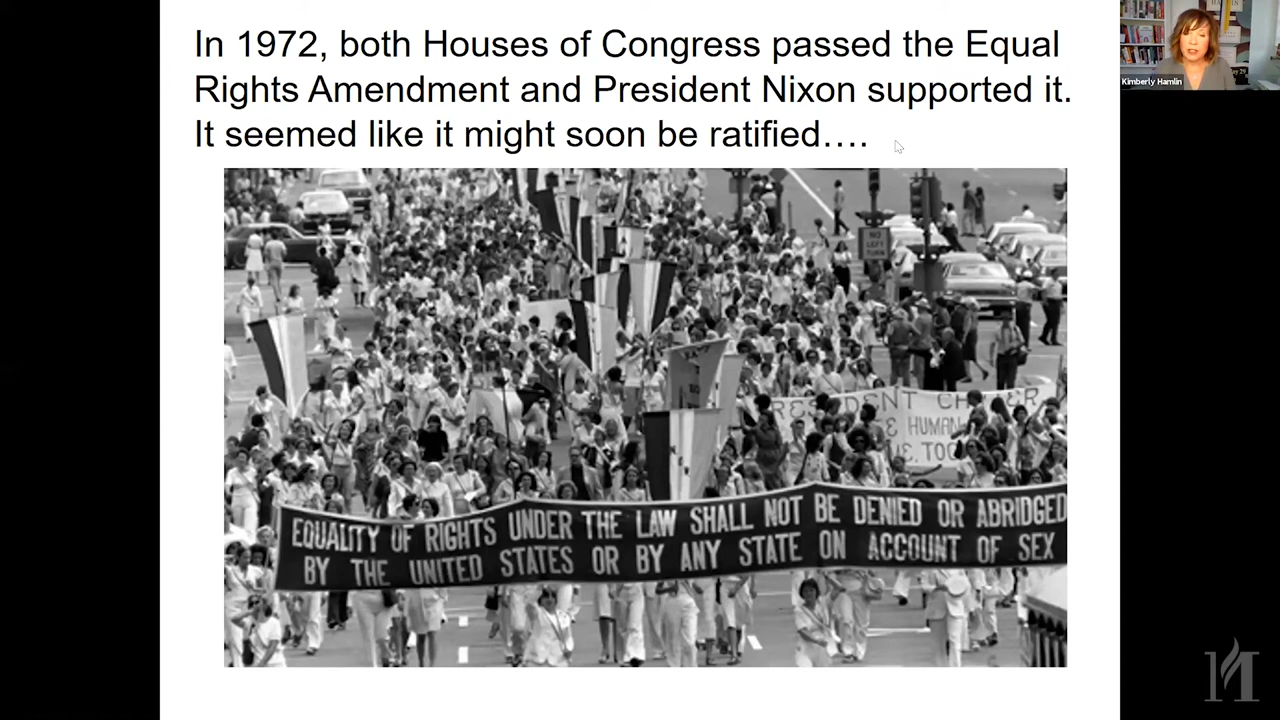 In 1972, both Houses of Congress passed the Equal
Rights Amendment and President Nixon supported it.
It seemed like it might soon be ratified….
Kimberly Hamlin
NO
LEFT
TURN
HUMAN
EQUALITY OF RIGHTS UNDER THE LAW SHALL NOT BE DENIED OR ABRIDGED
BY THE UNITED STATES OR BY ANY STATE ON ACCOUNT OF SEX